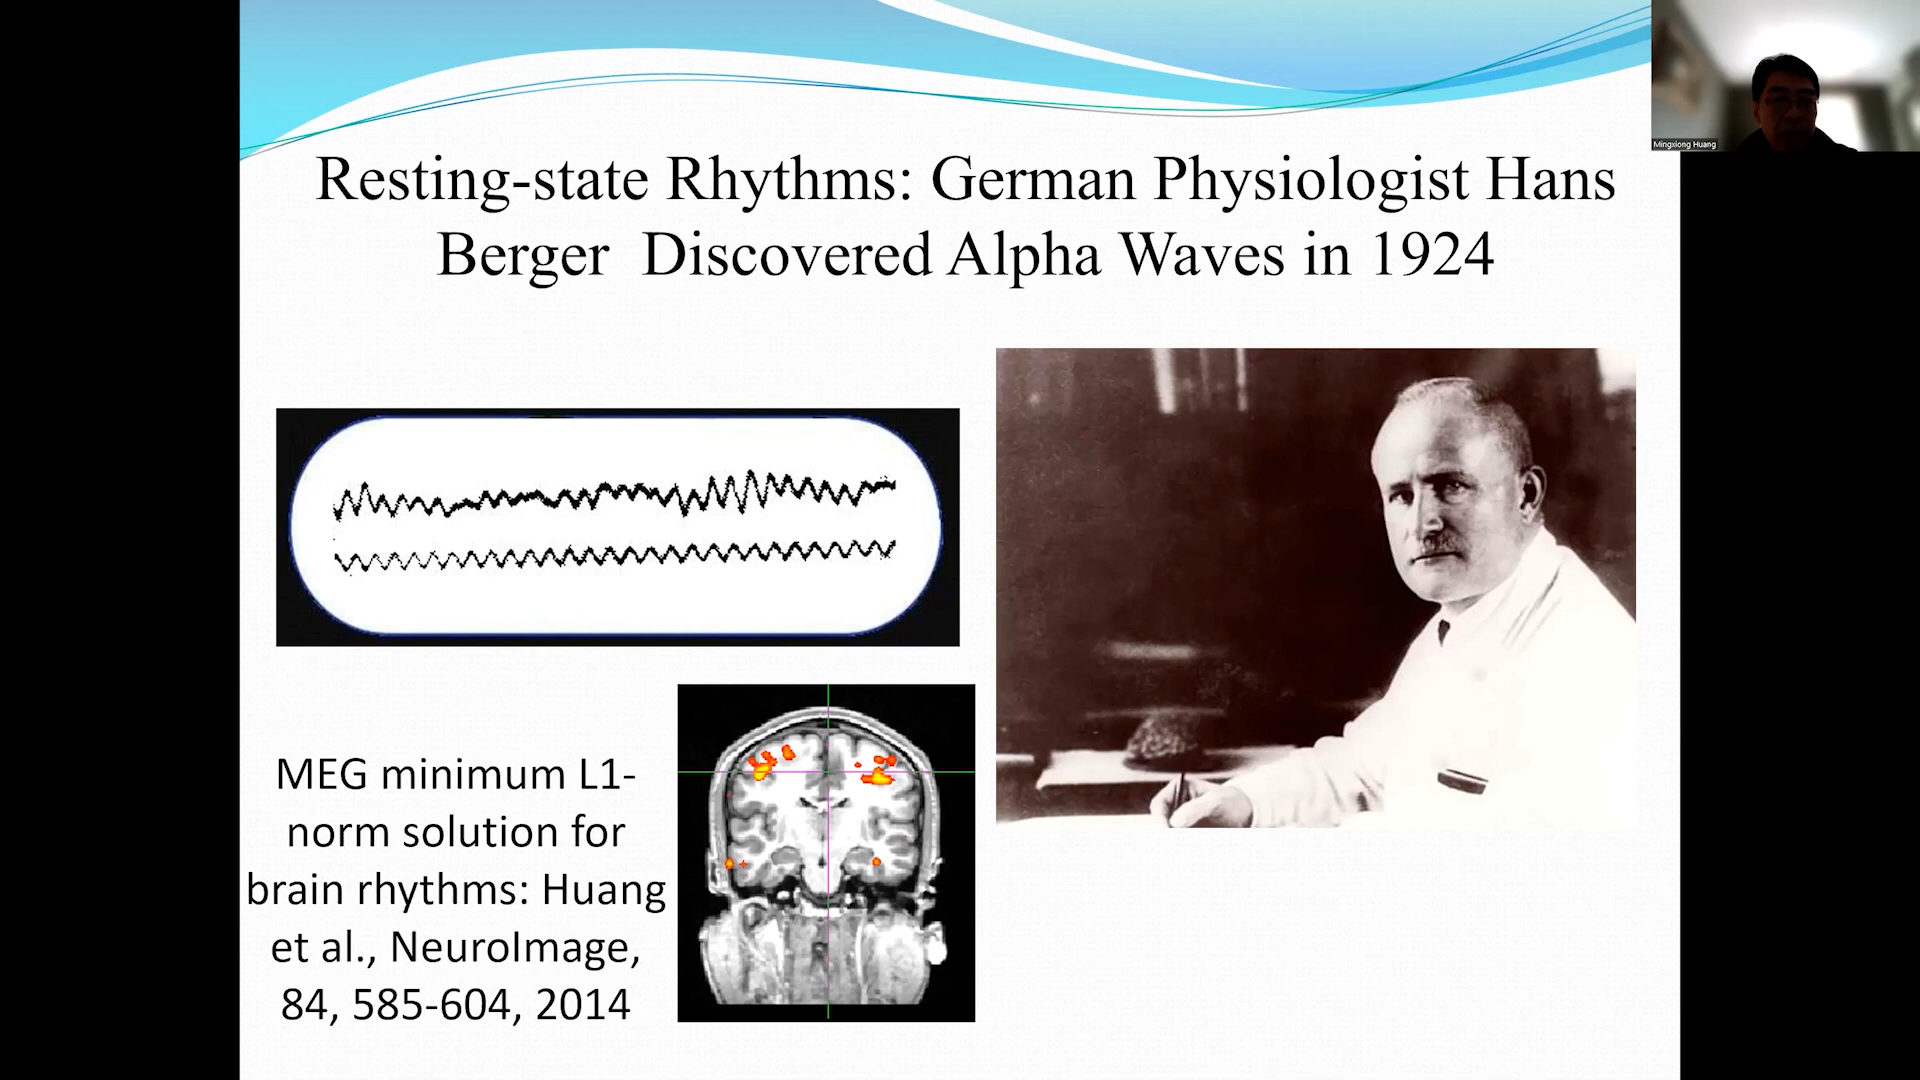 Mingxiong Huang
Resting-state Rhythms: German Physiologist Hans
Berger  Discovered Alpha Waves in 1924
MEG minimum L1-
norm solution for
brain rhythms: Huang
et al., NeuroImage,
84, 585-604, 2014